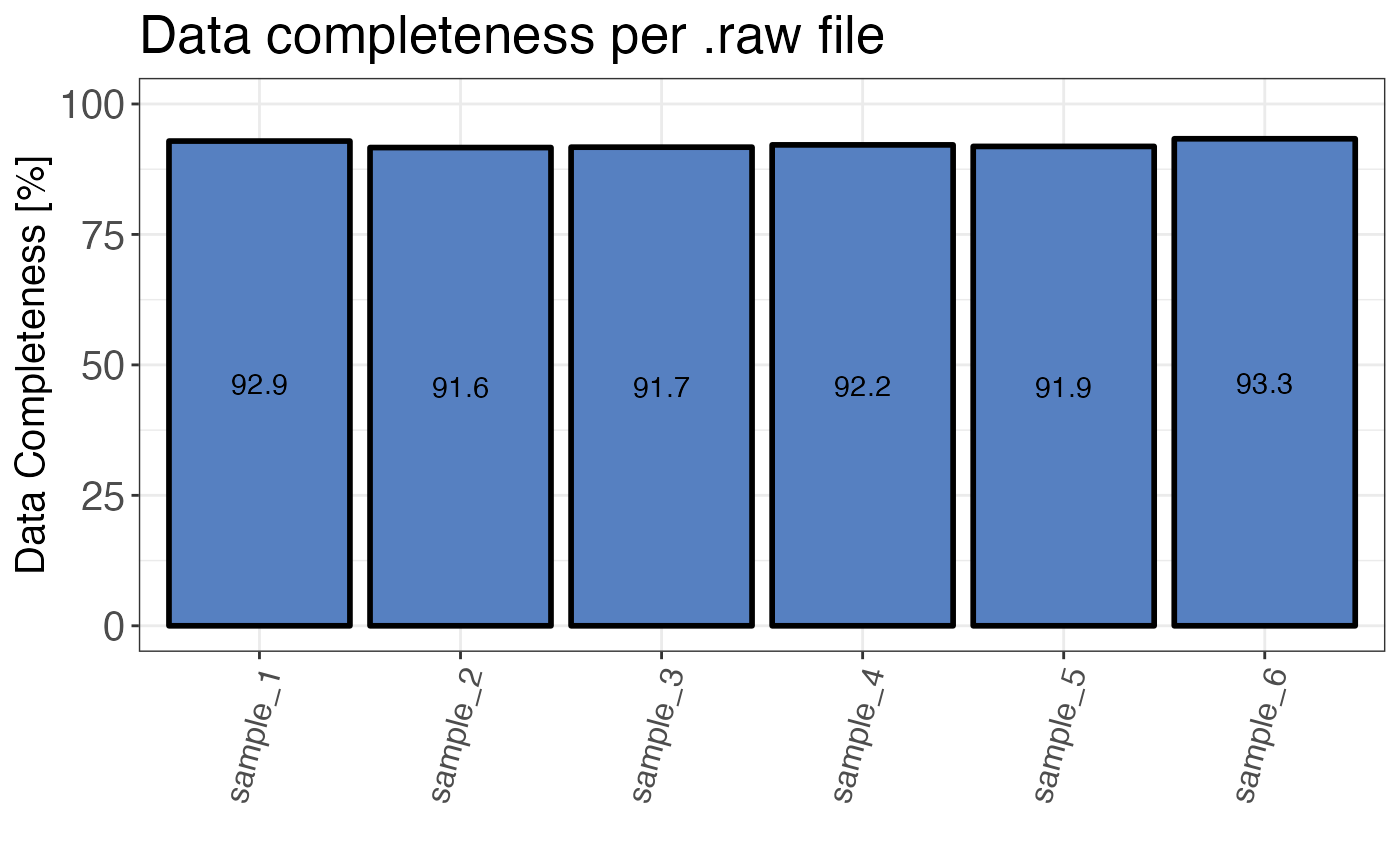 Data completeness per .raw file
Data Completeness [%]
100
75
50
25
0
92.9
91.6
91.7
92.2
91.9
93.3
sample_1
sample_2
sample_3
sample_4
sample_5
sample_6